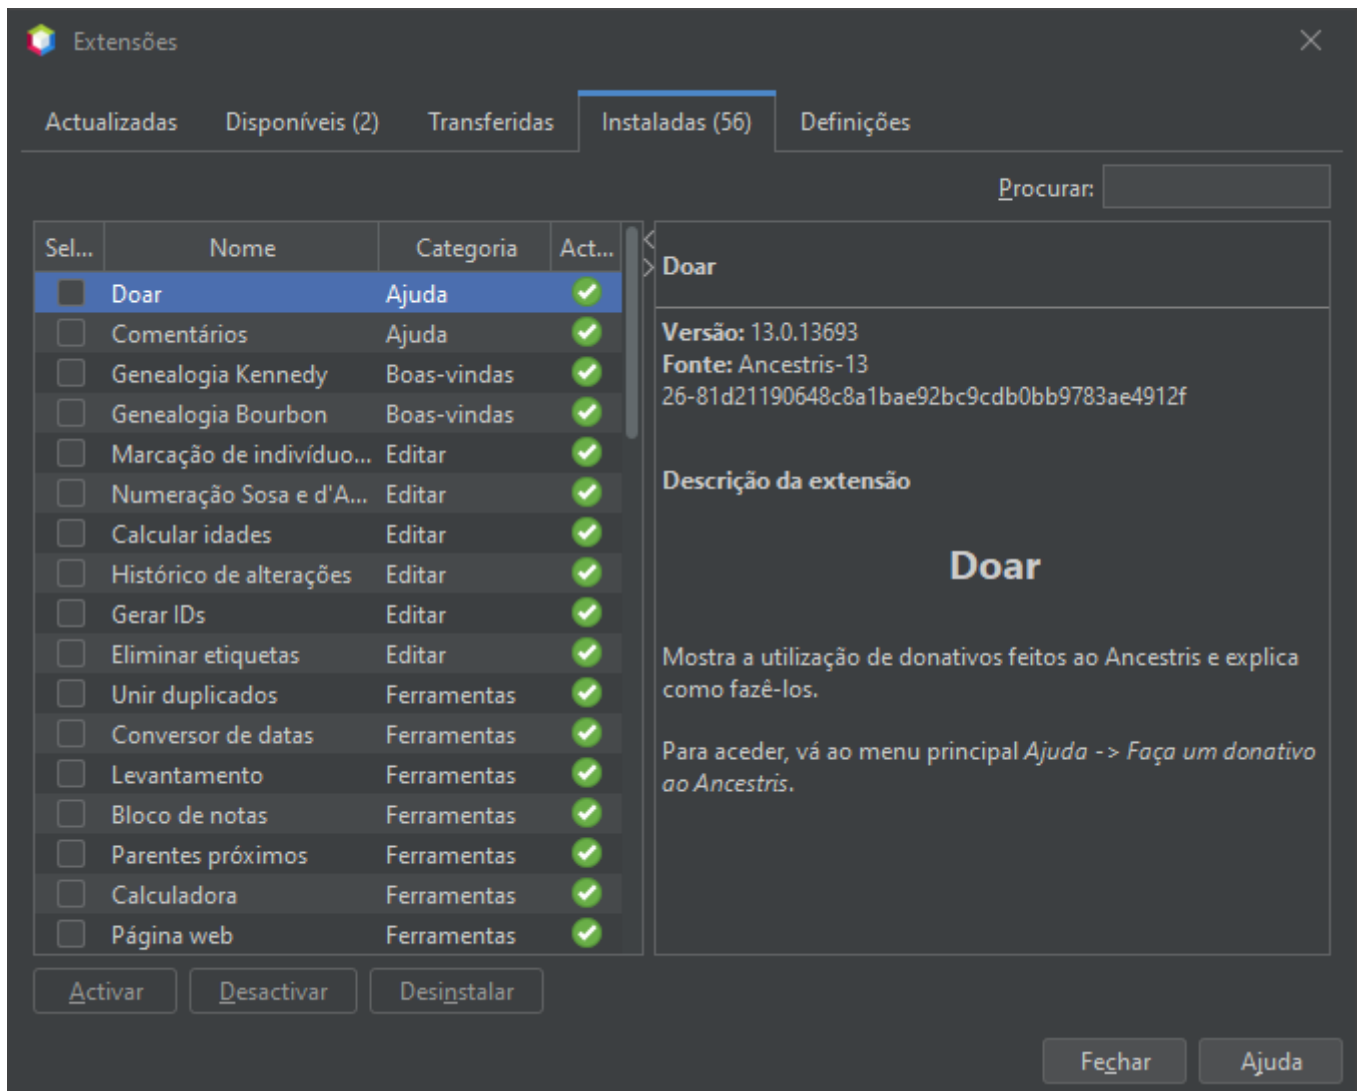 Extensões
Actualizadas Disponíveis (2) Transferidas Instaladas (56) Definições
Procurar:
Sel... Nome Categoria Act...
Doar Ajuda
Comentários Ajuda
Genealogia Kennedy Boas-vindas
Genealogia Bourbon Boas-vindas
Marcação de indivíduo... Editar
Numeração Sosa e d'A... Editar
Calcular idades Editar
Histórico de alterações Editar
Gerar IDs Editar
Eliminar etiquetas Editar
Unir duplicados Ferramentas
Conversor de datas Ferramentas
Levantamento Ferramentas
Bloco de notas Ferramentas
Parentes próximos Ferramentas
Calculadora Ferramentas
Página web Ferramentas
Doar
Versão: 13.0.13693
Fonte: Ancestris-13
26-81d21190648c8a1bae92bc9cdb0bb9783ae4912f
Descrição da extensão
Doar
Mostra a utilização de donativos feitos ao Ancestris e explica
como fazê-los.
Para aceder, vá ao menu principal Ajuda -> Faça um donativo
ao Ancestris.
Activar Desactivar Desinstalar
Fechar Ajuda